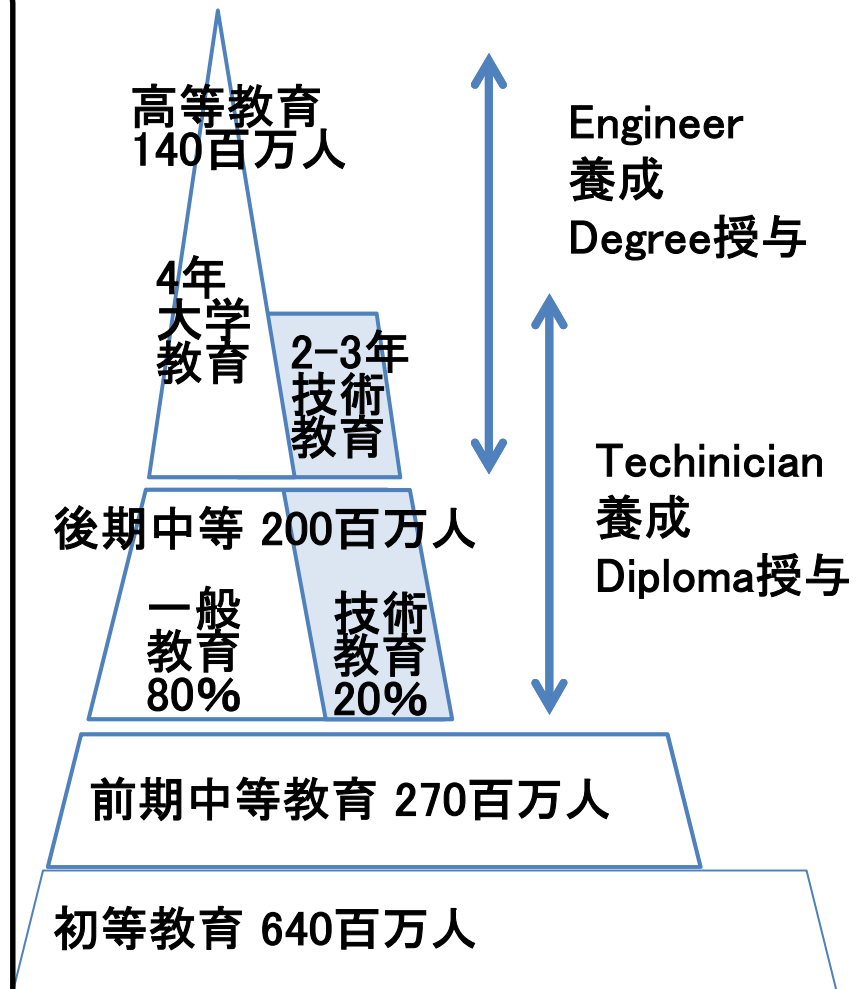 高等教育
140百万人
Engineer
養成
Degree授与
4年
大学
教育
2-3年
技術
教育
Techinician
養成
Diploma授与
後期中等 200百万人
一般
教育
80%
技術
教育
20%
前期中等教育 270百万人
初等教育 640百万人